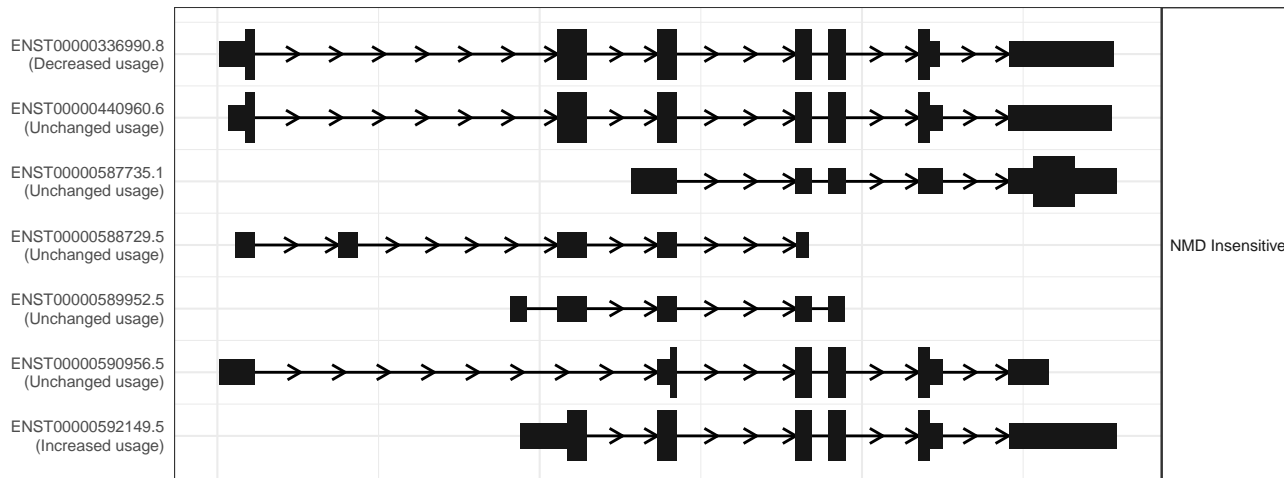 ENST00000336990.8
(Decreased usage)
ENST00000440960.6
(Unchanged usage)
ENST00000587735.1
(Unchanged usage)
ENST00000588729.5
(Unchanged usage)
NMD Insensitive
ENST00000589952.5
(Unchanged usage)
ENST00000590956.5
(Unchanged usage)
ENST00000592149.5
(Increased usage)